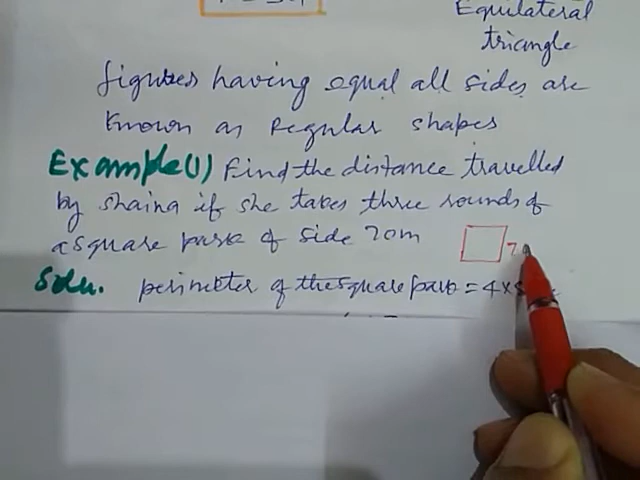 Equilateral
triangle
figures having equal all sides are
known as Regular shapes
Example(1) Find the distance travelled
by shaina if she takes three rounds of
a square park of side 70m
Soln. perimeter of the square park = 4×